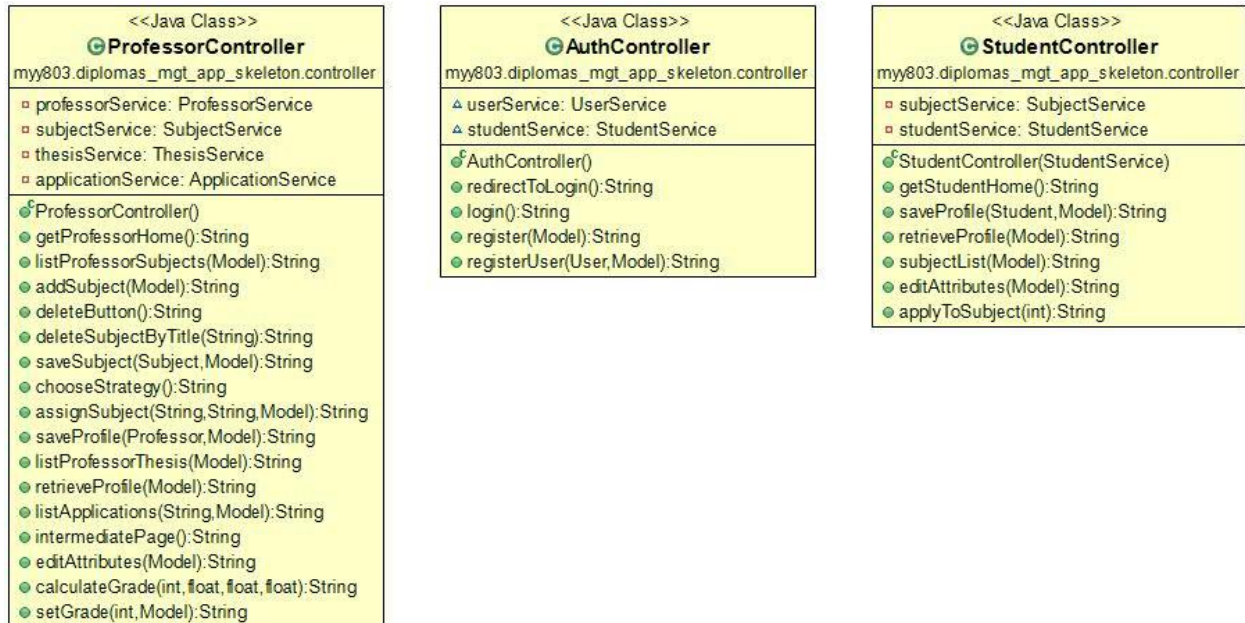 <<Java Class>>
ProfessorController
myy803.diplomas_mgt_app_skeleton.controller
professorService: ProfessorService
subjectService: SubjectService
thesisService: ThesisService
applicationService: ApplicationService
ProfessorController()
getProfessorHome():String
listProfessorSubjects(Model):String
addSubject(Model):String
deleteButton():String
deleteSubjectByTitle(String):String
saveSubject(Subject,Model):String
chooseStrategy():String
assignSubject(String,String,Model):String
saveProfile(Professor,Model):String
listProfessorThesis(Model):String
retrieveProfile(Model):String
listApplications(String,Model):String
intermediatePage():String
editAttributes(Model):String
calculateGrade(int,float,float,float):String
setGrade(int,Model):String
<<Java Class>>
AuthController
myy803.diplomas_mgt_app_skeleton.controller
userService: UserService
studentService: StudentService
AuthController()
redirectToLogin():String
login():String
register(Model):String
registerUser(User,Model):String
<<Java Class>>
StudentController
myy803.diplomas_mgt_app_skeleton.controller
subjectService: SubjectService
studentService: StudentService
StudentController(StudentService)
getStudentHome():String
saveProfile(Student,Model):String
retrieveProfile(Model):String
subjectList(Model):String
editAttributes(Model):String
applyToSubject(int):String